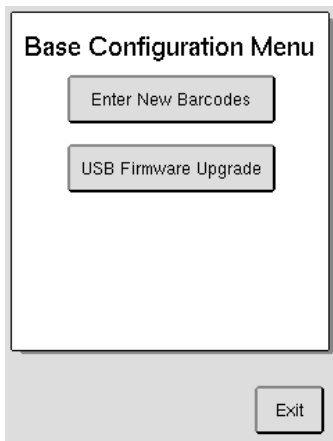 Base Configuration Menu
Enter New Barcodes
USB Firmware Upgrade
Exit